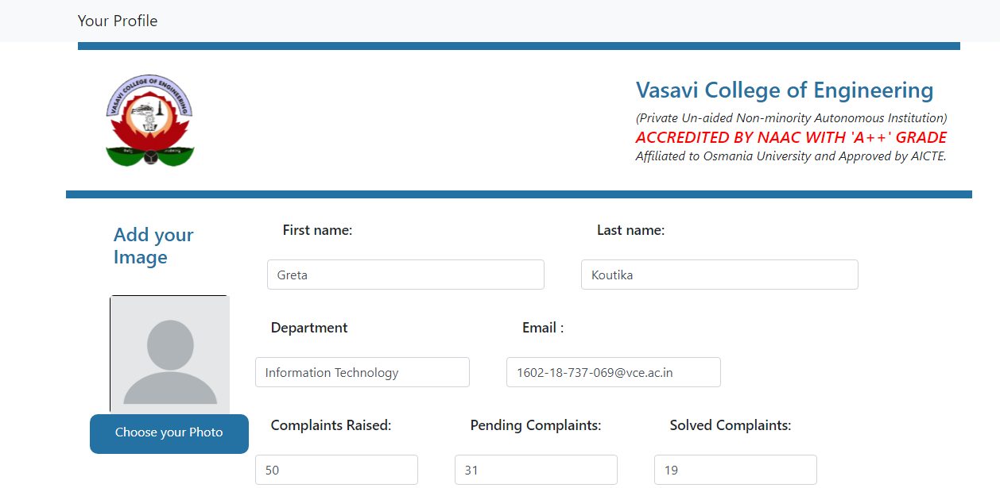 Your Profile
VASAVI COLLEGE OF ENGINEERING
VCE
Vasavi College of Engineering
(Private Un-aided Non-minority Autonomous Institution)
ACCREDITED BY NAAC WITH 'A++' GRADE
Affiliated to Osmania University and Approved by AICTE.
Add your
Image
First name:
Last name:
Greta
Koutika
Department
Email :
Information Technology
1602-18-737-069@vce.ac.in
Choose your Photo
Complaints Raised:
Pending Complaints:
Solved Complaints:
50
31
19